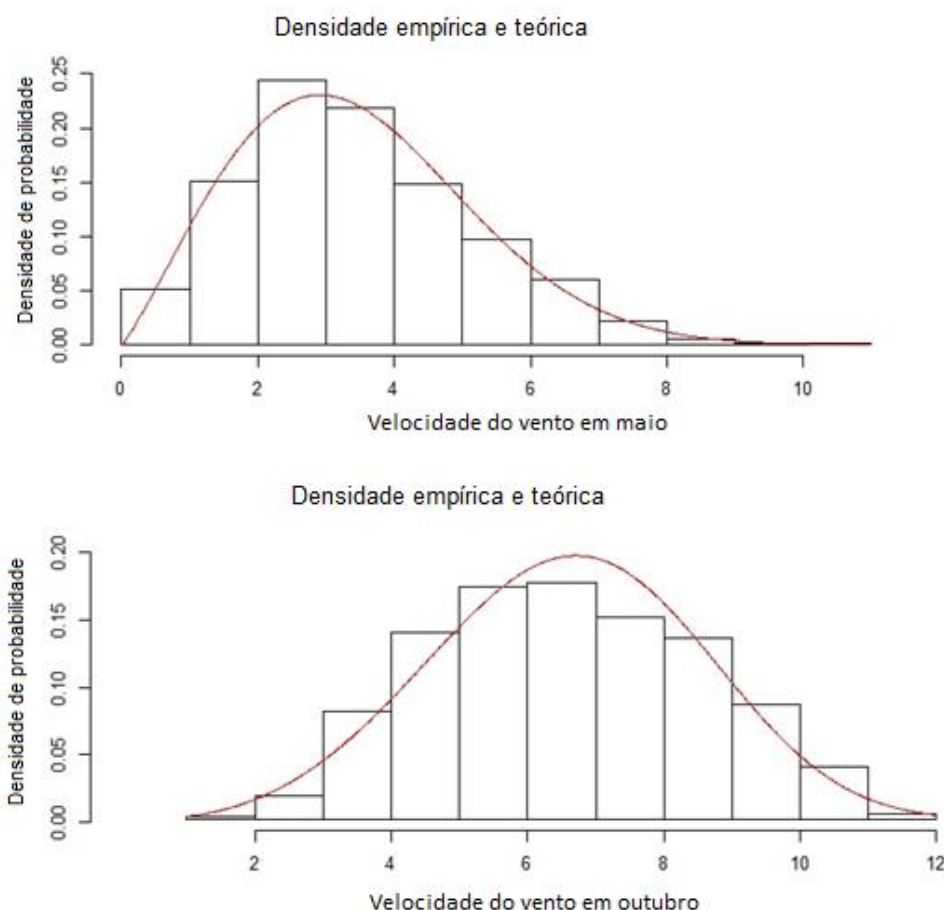 Densidade empírica e teórica
Densidade de probabilidade
0.25
0.20
0.15
0.10
0.05
0.00
0 2 4 6 8 10
Velocidade do vento em maio
Densidade empírica e teórica
Densidade de probabilidade
0.20
0.15
0.10
0.05
0.00
2 4 6 8 10 12
Velocidade do vento em outubro